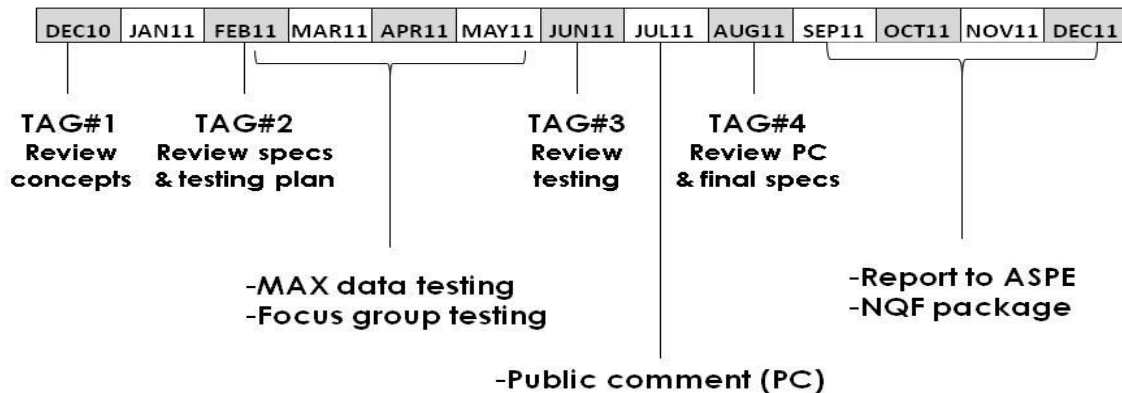 DEC10 JAN11 FEB11 MAR11 APR11 MAY11 JUN11 JUL11 AUG11 SEP11 OCT11 NOV11 DEC11
TAG#1
Review
concepts
TAG#2
Review specs
& testing plan
TAG#3
Review
testing
TAG#4
Review PC
& final specs
-MAX data testing
-Focus group testing
-Report to ASPE
-NQF package
-Public comment (PC)